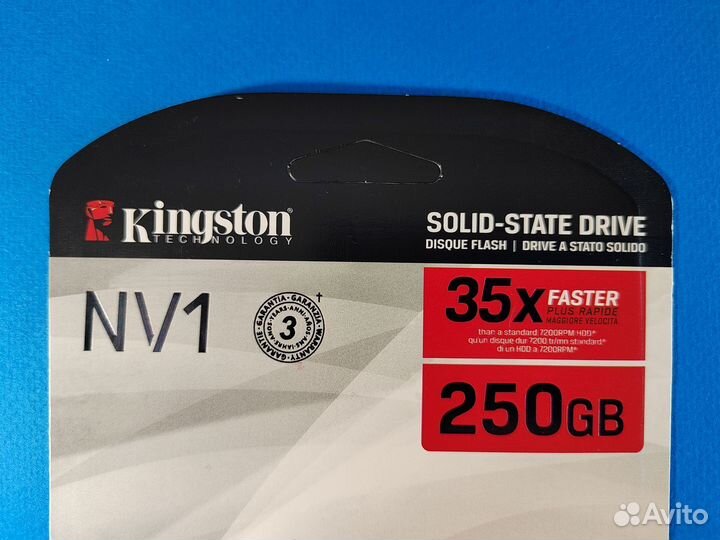 Kingston
TECHNOLOGY
SOLID-STATE DRIVE
DISQUE FLASH | DRIVE A STATO SOLIDO
NV1
3
35x FASTER
PLUS RAPIDE
MAGGIORE VELOCITÀ
than a standard 7200RPM HDD*
qu'un disque dur 7200 tr/mn standard*
di un HDD a 7200RPM*
250GB
Avito